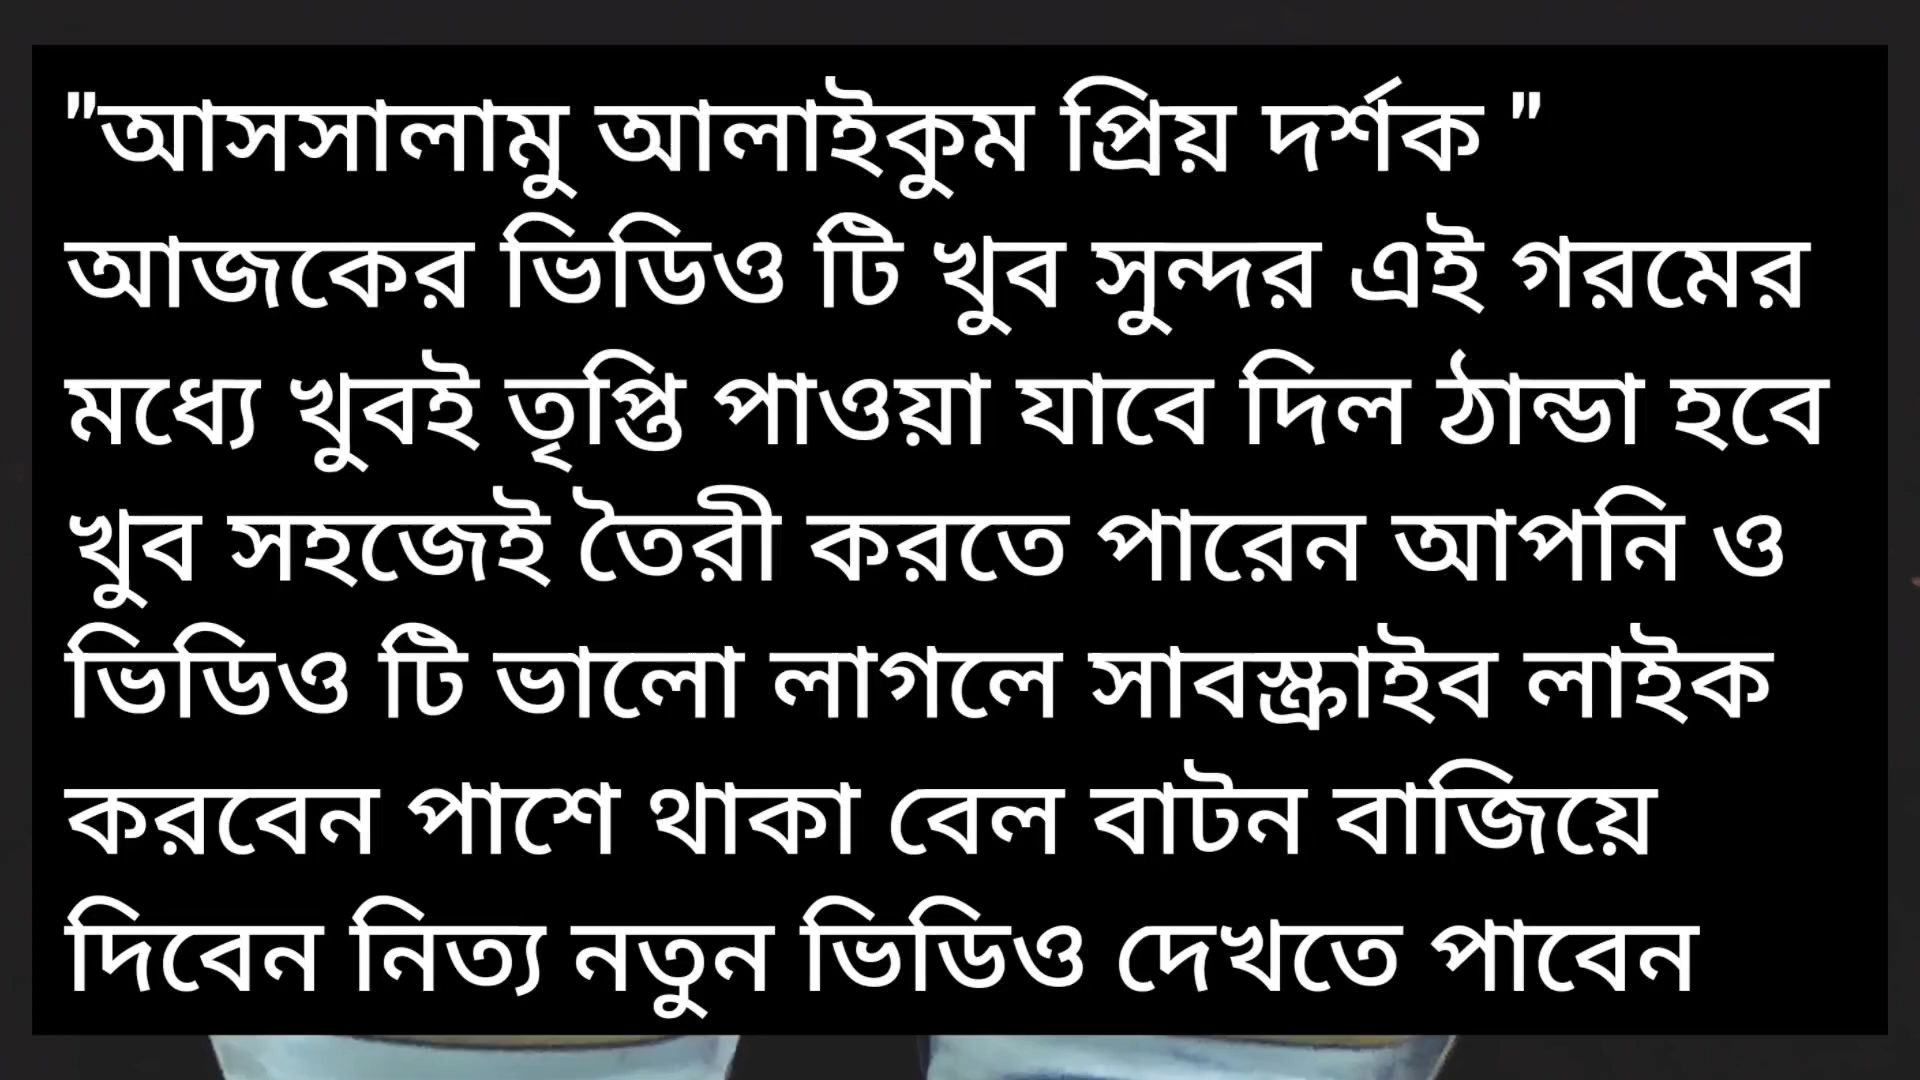 "আসসালামু আলাইকুম প্রিয় দর্শক "
আজকের ভিডিও টি খুব সুন্দর এই গরমের
মধ্যে খুবই তৃপ্তি পাওয়া যাবে দিল ঠান্ডা হবে
খুব সহজেই তৈরী করতে পারেন আপনি ও
ভিডিও টি ভালো লাগলে সাবস্ক্রাইব লাইক
করবেন পাশে থাকা বেল বাটন বাজিয়ে
দিবেন নিত্য নতুন ভিডিও দেখতে পাবেন